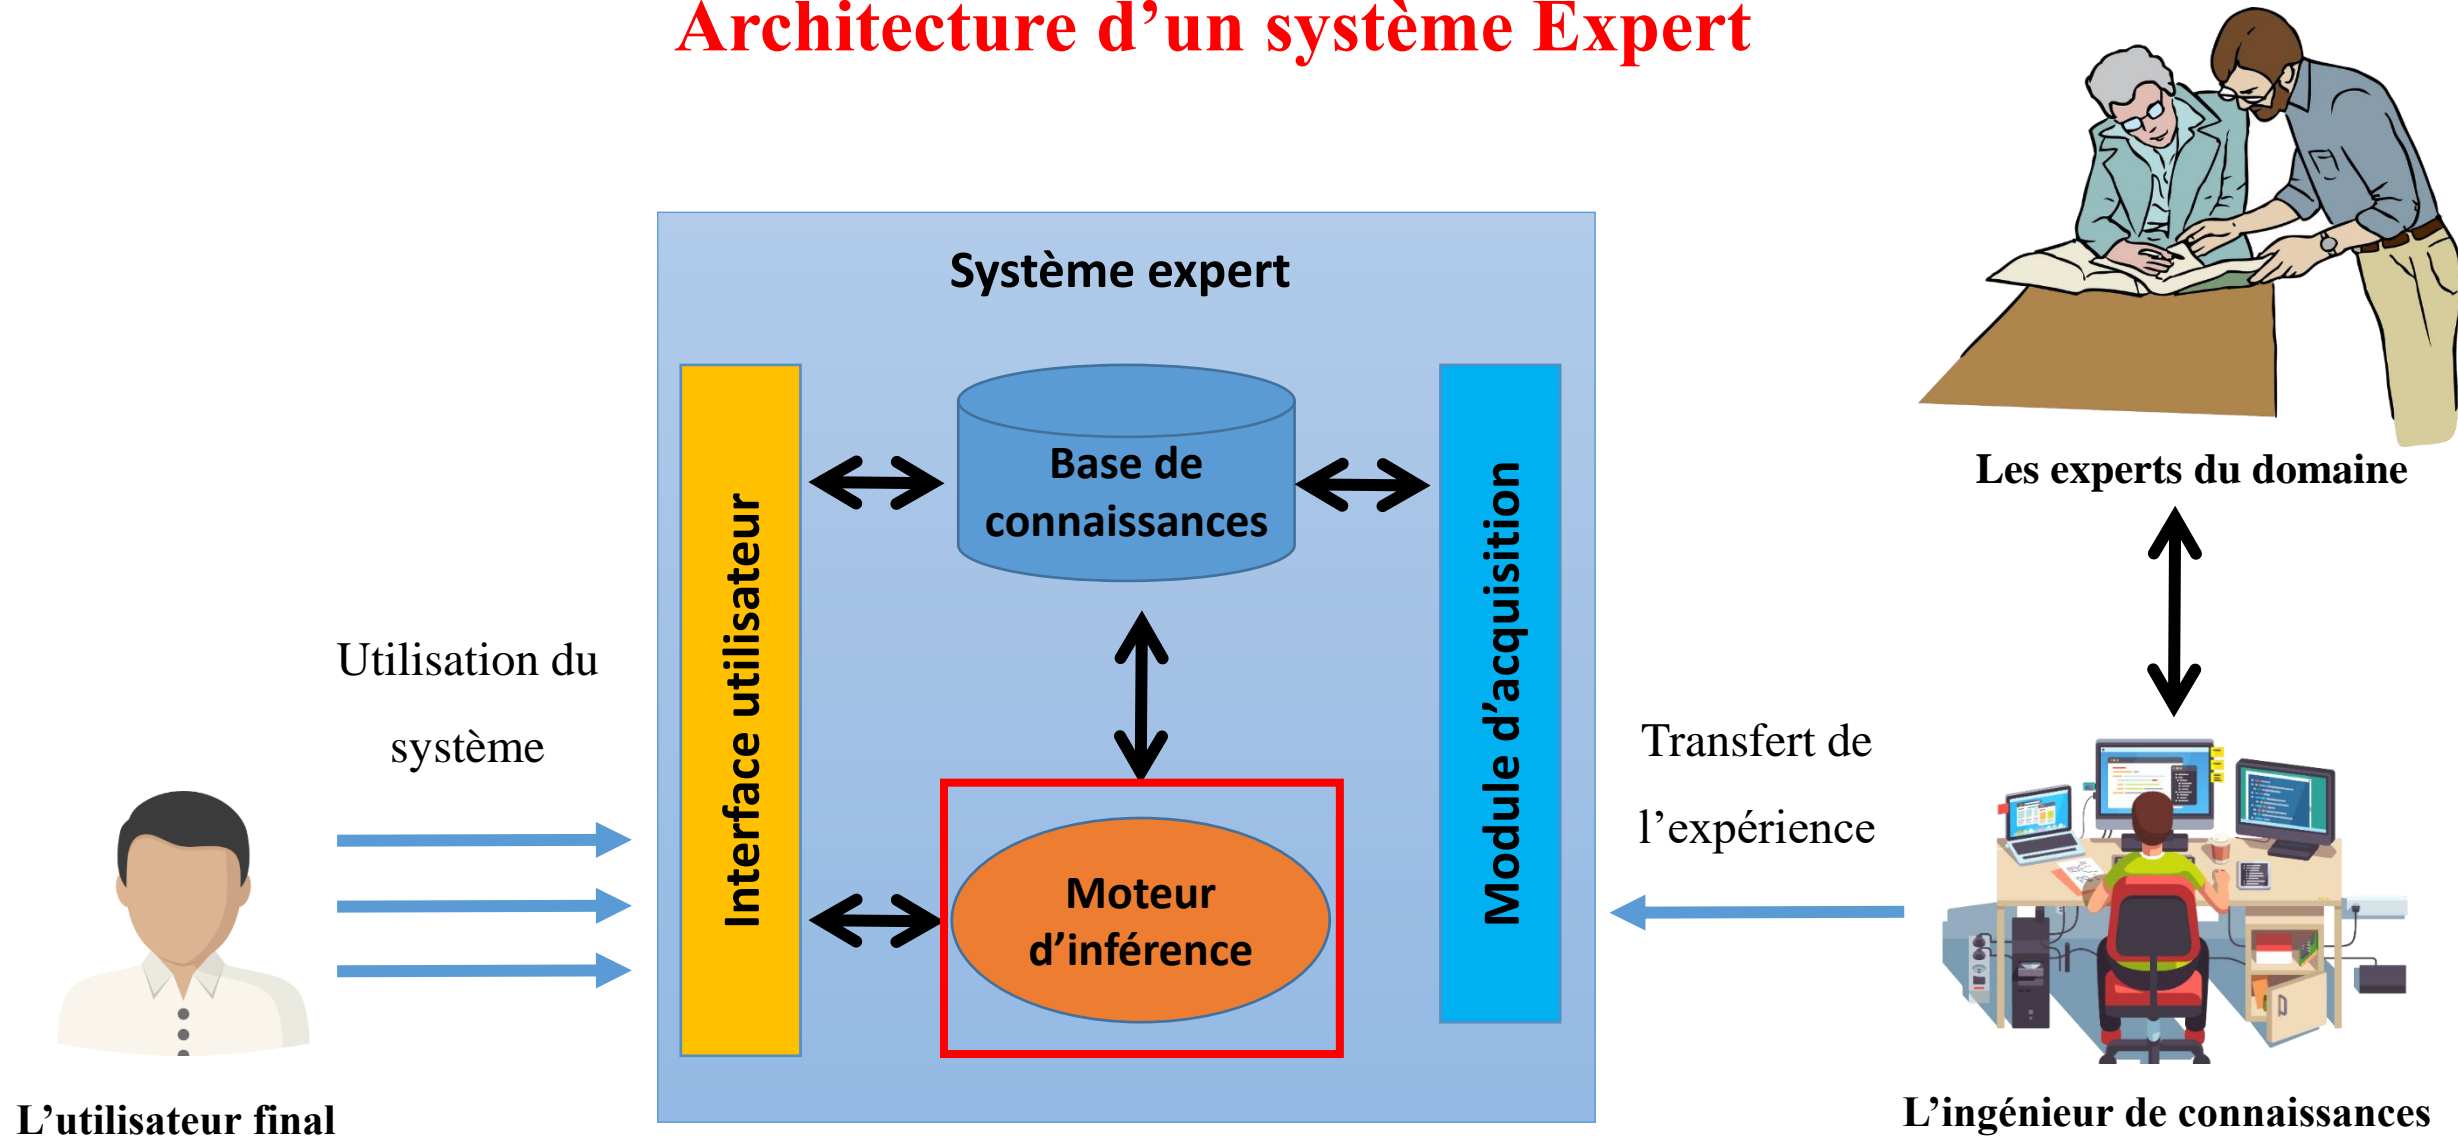 Architecture d’un système Expert
Système expert
Interface utilisateur
Base de
connaissances
Module d’acquisition
Moteur
d’inférence
Utilisation du
système
L’utilisateur final
Les experts du domaine
Transfert de
l’expérience
L’ingénieur de connaissances